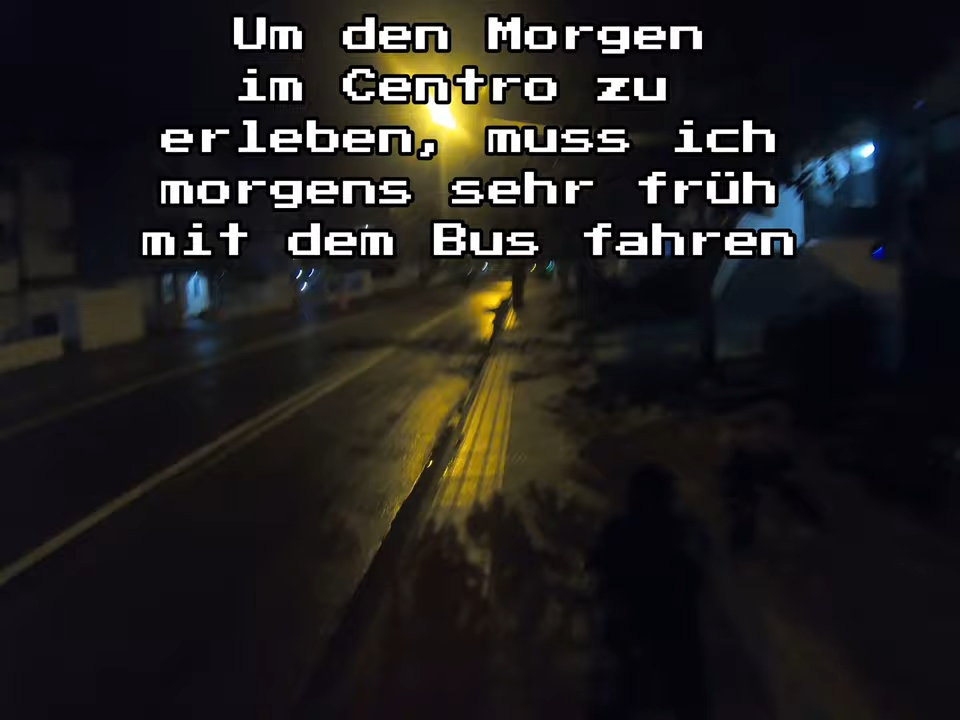 Um den Morgen
im Centro zu
erleben, muss ich
morgens sehr früh
mit dem Bus fahren